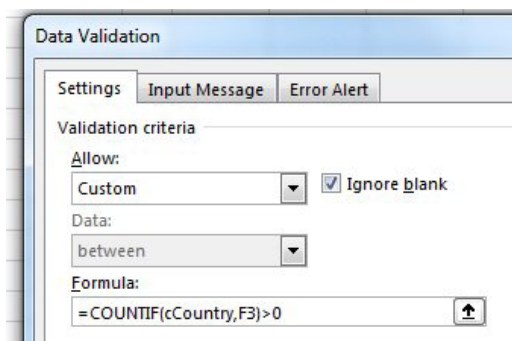 Data Validation
Settings Input Message Error Alert
Validation criteria
Allow:
Custom Ignore blank
Data:
between
Formula:
=COUNTIF(cCountry,F3)>0